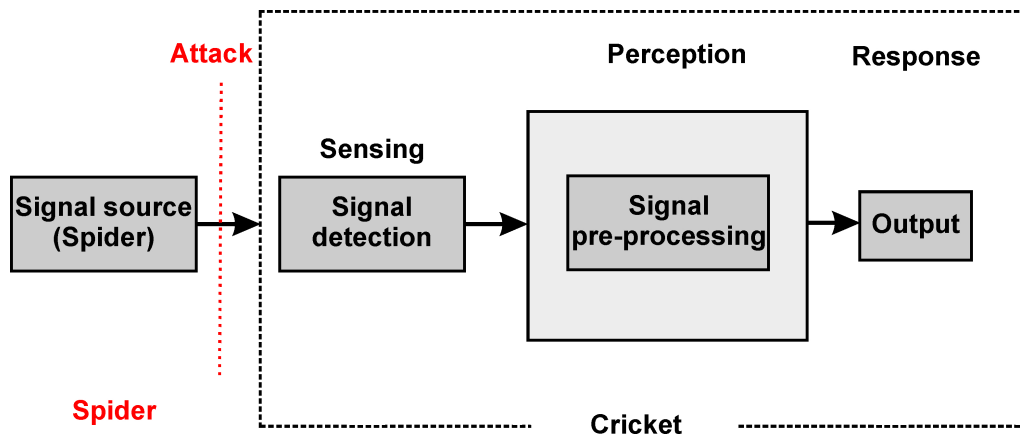 Attack
Perception
Response
Sensing
Signal source
(Spider)
Signal
detection
Signal
pre-processing
Output
Spider
Cricket